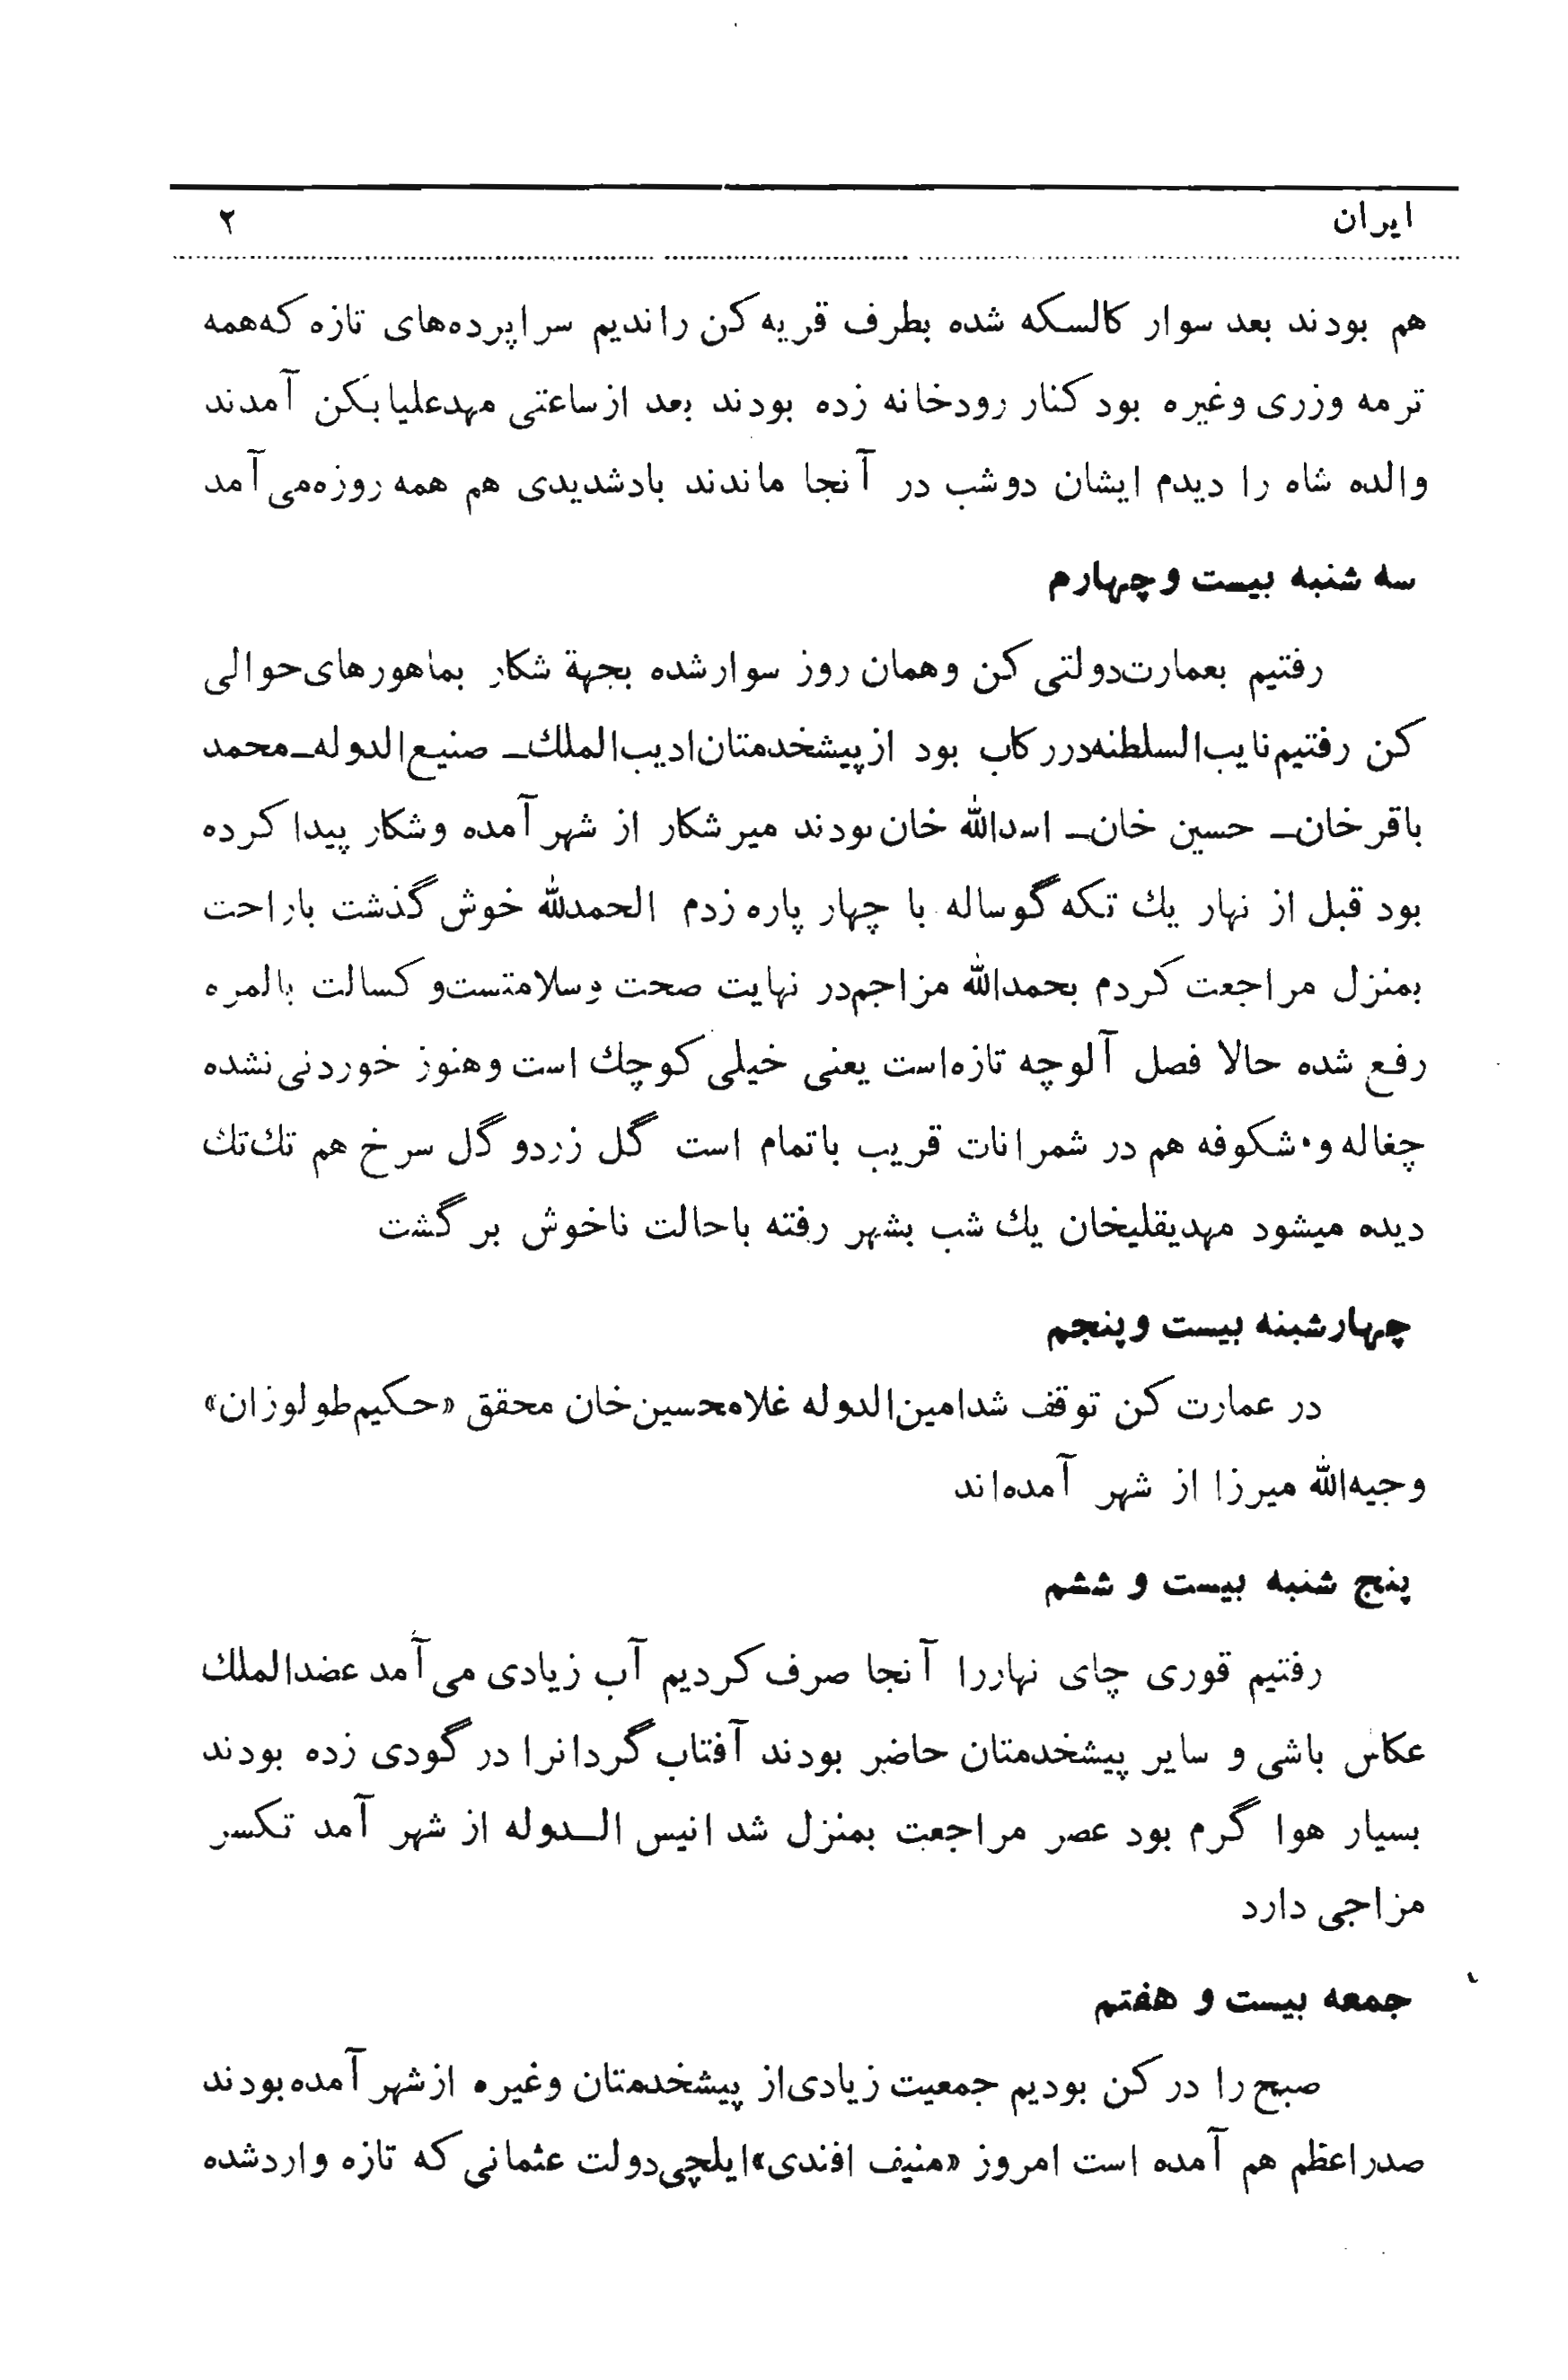 ایران ۲
هم بودند بعد سوار کالسکه شده بطرف قریه کن راندیم سراپرده‌های تازه که‌همه
ترمه وزری وغیره بود کنار رودخانه زده بودند بعد ازساعتی مهدعلیا بکن آمدند
والده شاه را دیدم ایشان دوشب در آنجا ماندند بادشدیدی هم همه روزه‌می‌آمد
سه شنبه بیست وچهارم
رفتیم بعمارت‌دولتی کن وهمان روز سوارشده بجهة شکار بماهورهای‌حوالی
کن رفتیم‌نایب‌السلطنه‌دررکاب بود ازپیشخدمتان‌ادیب‌الملك- صنیع‌الدوله-محمد
باقرخان- حسین خان- اسدالله خان بودند میرشکار از شهر آمده وشکار پیدا کرده
بود قبل از نهار یك تکه گوساله با چهار پاره زدم الحمدلله خوش گذشت باراحت
بمنزل مراجعت کردم بحمدالله مزاجم‌در نهایت صحت وسلامتست‌و کسالت بالمره
رفع شده حالا فصل آلوچه تازه‌است یعنی خیلی کوچك است وهنوز خوردنی‌نشده
چغاله و شکوفه هم در شمرانات قریب باتمام است گل زردو گل سرخ هم تك‌تك
دیده میشود مهدیقلیخان یك شب بشهر رفته باحالت ناخوش بر گشت
چهارشبنه بیست وپنجم
در عمارت کن توقف شدامین‌الدوله غلامحسین‌خان محقق «حکیم‌طولوزان»
وجیه‌الله میرزا از شهر آمده‌اند
پنج شنبه بیست و ششم
رفتیم قوری چای نهاررا آنجا صرف کردیم آب زیادی می‌آمد عضدالملك
عکاس باشی و سایر پیشخدمتان حاضر بودند آفتاب گردانرا در گودی زده بودند
بسیار هوا گرم بود عصر مراجعت بمنزل شد انیس الـدوله از شهر آمد تکسر
مزاجی دارد
جمعه بیست و هفتم
صبح را در کن بودیم جمعیت زیادی‌از پیشخدمتان وغیره ازشهر آمده‌بودند
صدراعظم هم آمده است امروز «منیف افندی»ایلچی‌دولت عثمانی که تازه واردشده